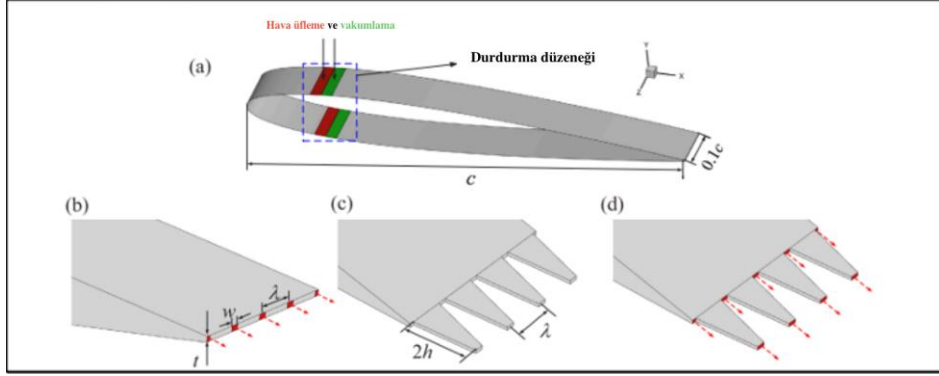 Hava üfleme ve vakumlama
Durdurma düzeneği
(a)
Y
X
Z
0.1c
c
(b)
(c)
(d)
λ
w
t
2h
λ